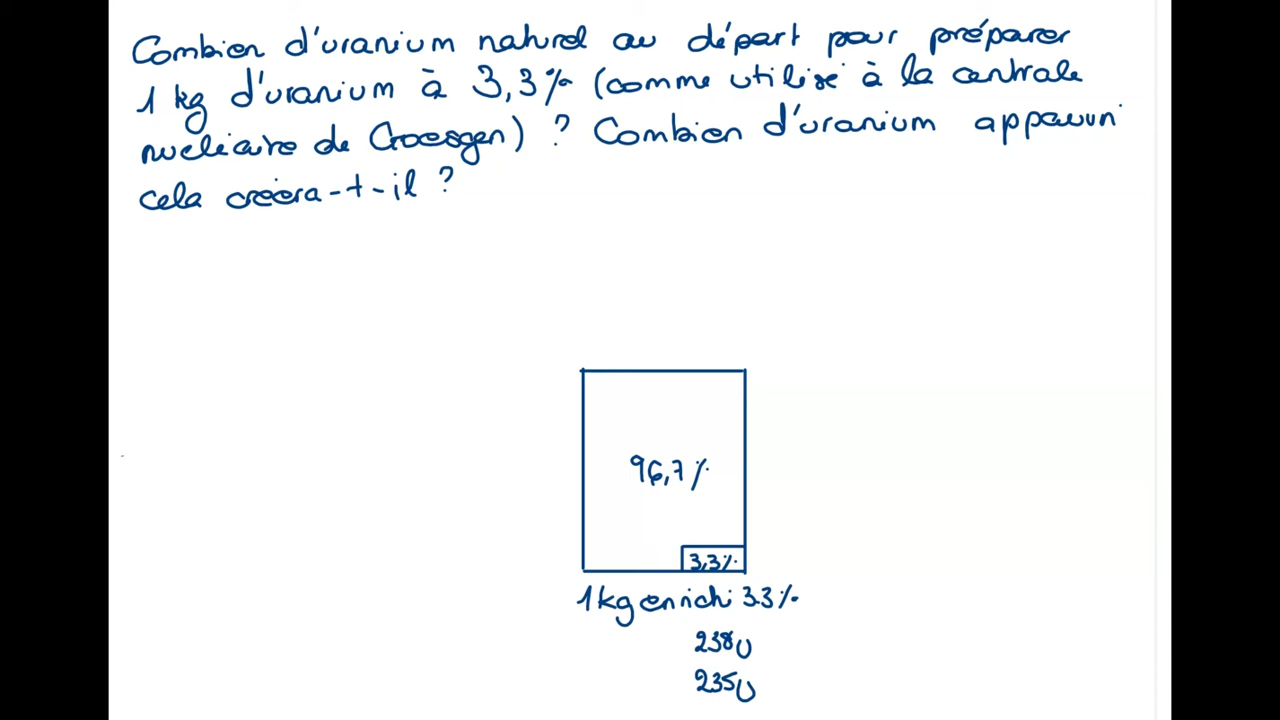 Combien d'uranium naturel au départ pour préparer
1 kg d'uranium à 3,3% (comme utilisé à la centrale
nucléaire de Goesgen) ? Combien d'uranium appauvri
cela créera-t-il ?
96,7%
3,3%
1kg enrichi 3.3%
238U
235U